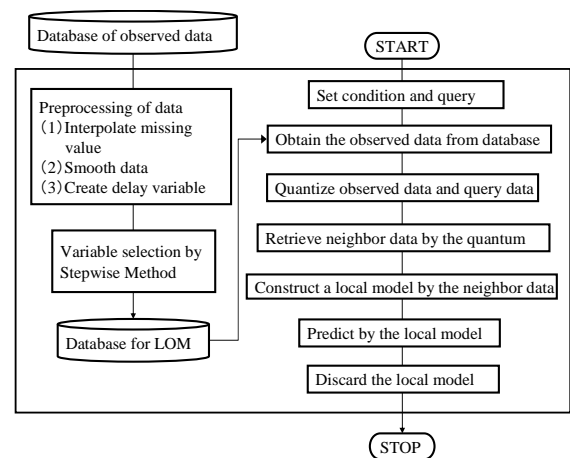 Database of observed data
Preprocessing of data
(1)Interpolate missing
value
(2)Smooth data
(3)Create delay variable
Variable selection by
Stepwise Method
Database for LOM
START
Set condition and query
Obtain the observed data from database
Quantize observed data and query data
Retrieve neighbor data by the quantum
Construct a local model by the neighbor data
Predict by the local model
Discard the local model
STOP